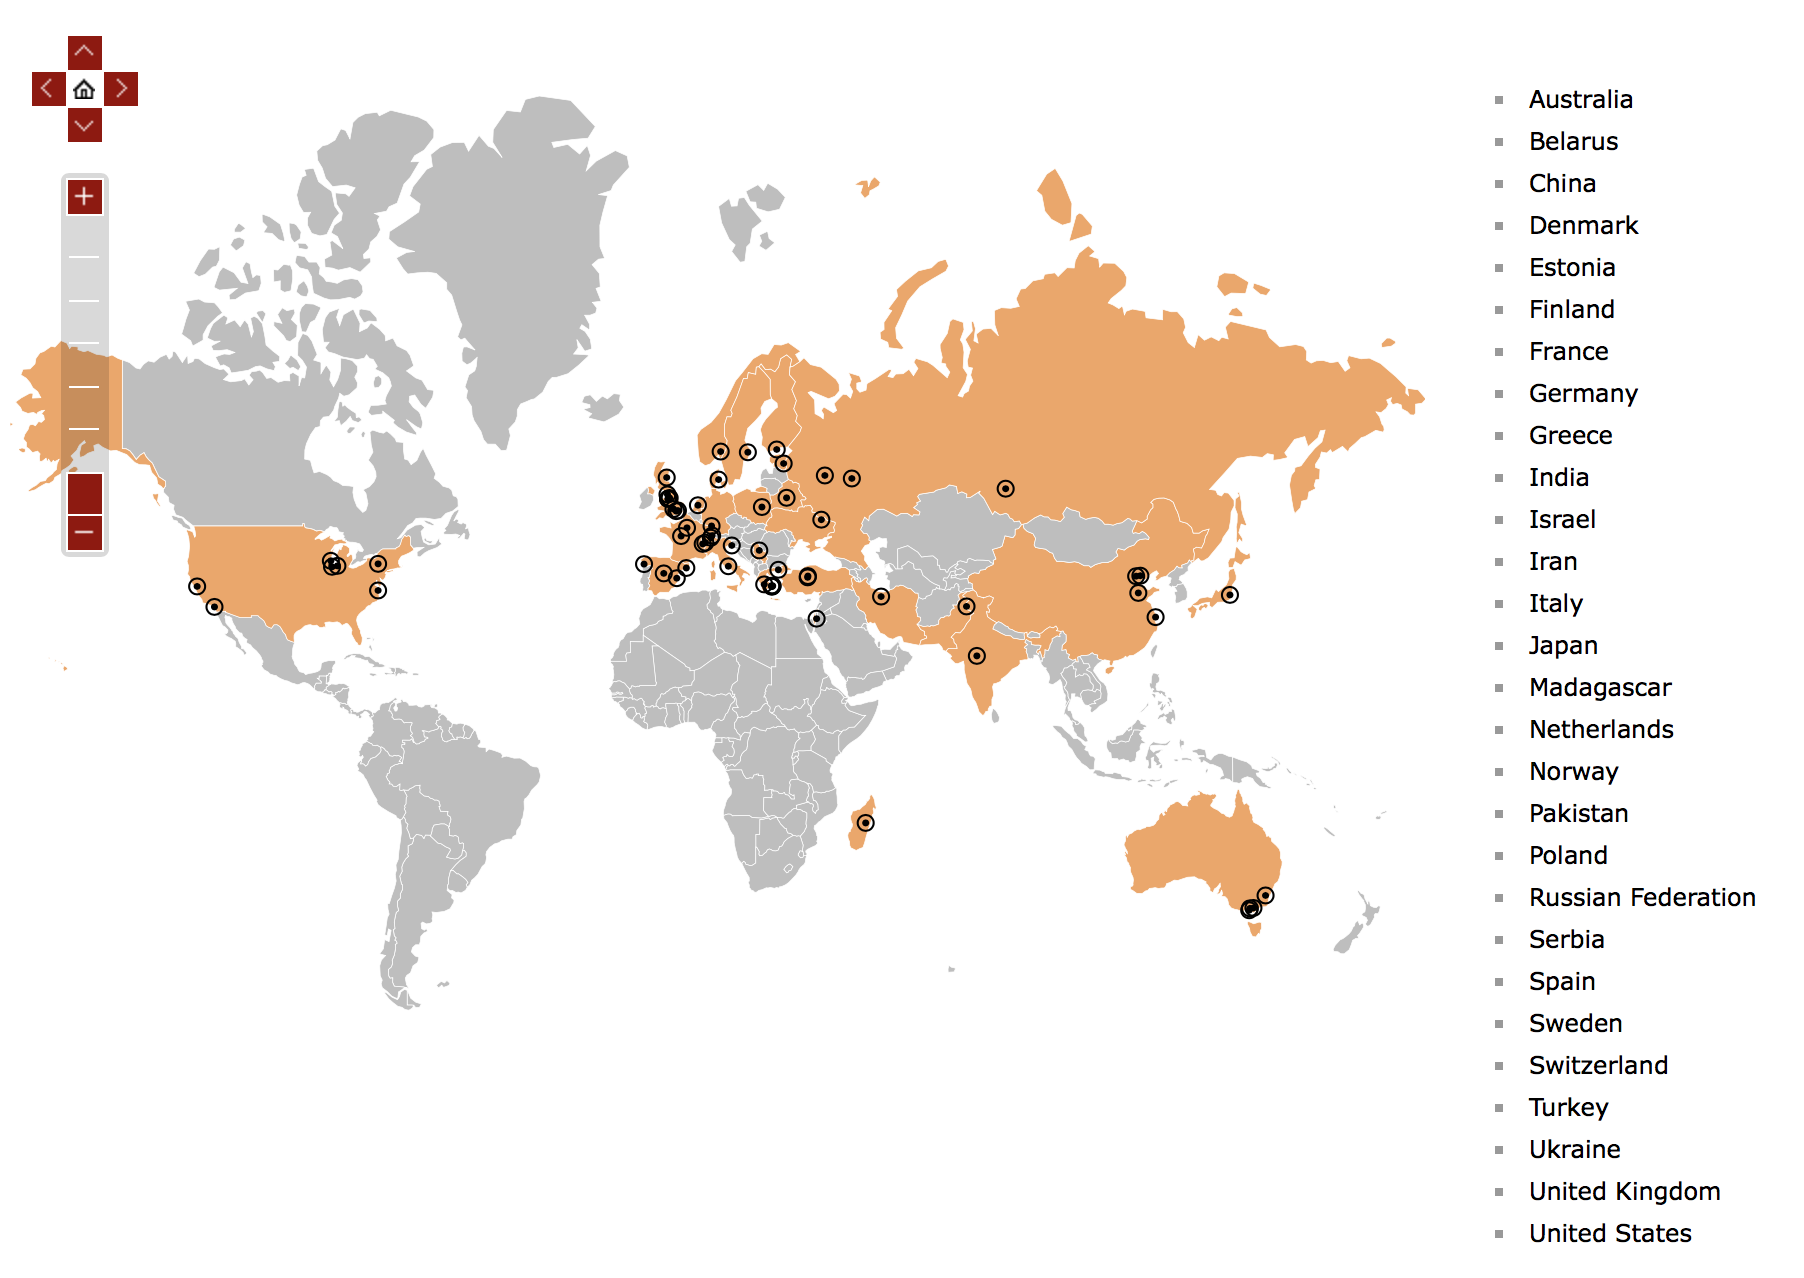 Australia
Belarus
China
Denmark
Estonia
Finland
France
Germany
Greece
India
Israel
Iran
Italy
Japan
Madagascar
Netherlands
Norway
Pakistan
Poland
Russian Federation
Serbia
Spain
Sweden
Switzerland
Turkey
Ukraine
United Kingdom
United States